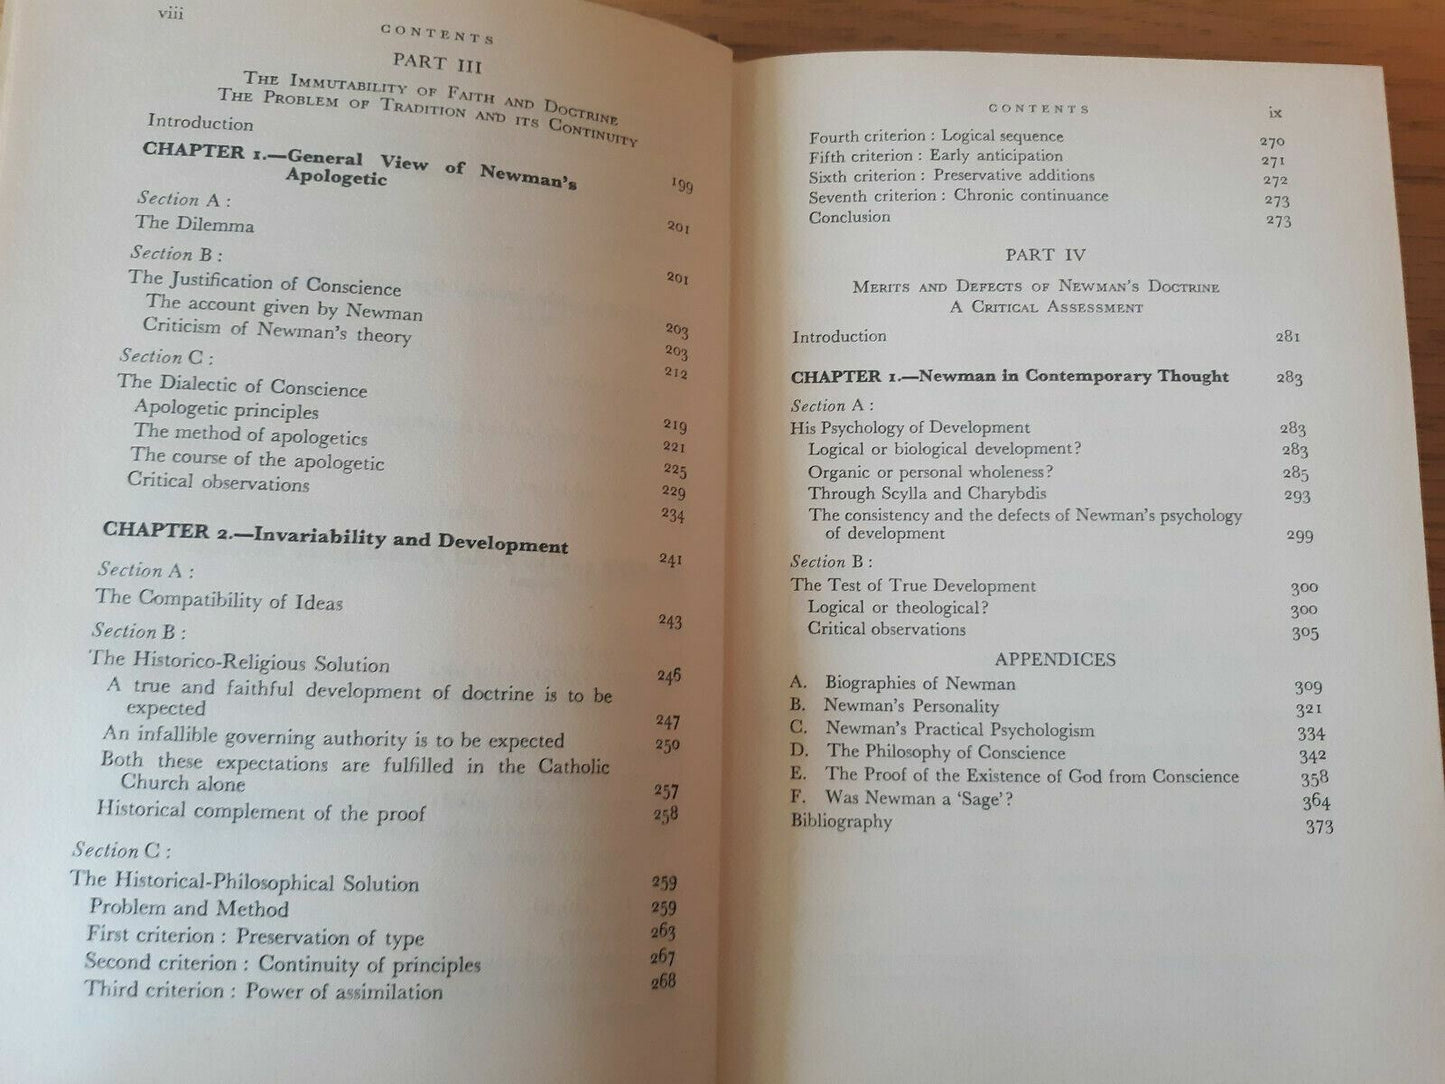 viii
CONTENTS
PART III
THE IMMUTABILITY OF FAITH AND DOCTRINE
THE PROBLEM OF TRADITION AND ITS CONTINUITY
Introduction 199
CHAPTER 1.—General View of Newman's
Apologetic 201
Section A :
The Dilemma 201
Section B :
The Justification of Conscience 203
The account given by Newman 203
Criticism of Newman's theory 212
Section C :
The Dialectic of Conscience 219
Apologetic principles 221
The method of apologetics 225
The course of the apologetic 229
Critical observations 234
CHAPTER 2.—Invariability and Development 241
Section A :
The Compatibility of Ideas 243
Section B :
The Historico-Religious Solution 246
A true and faithful development of doctrine is to be
expected 247
An infallible governing authority is to be expected 250
Both these expectations are fulfilled in the Catholic
Church alone 257
Historical complement of the proof 258
Section C :
The Historical-Philosophical Solution 259
Problem and Method 259
First criterion : Preservation of type 263
Second criterion : Continuity of principles 267
Third criterion : Power of assimilation 268
CONTENTS ix
Fourth criterion : Logical sequence 270
Fifth criterion : Early anticipation 271
Sixth criterion : Preservative additions 272
Seventh criterion : Chronic continuance 273
Conclusion 273
PART IV
MERITS AND DEFECTS OF NEWMAN'S DOCTRINE
A CRITICAL ASSESSMENT
Introduction 281
CHAPTER 1.—Newman in Contemporary Thought 283
Section A :
His Psychology of Development 283
Logical or biological development? 283
Organic or personal wholeness? 285
Through Scylla and Charybdis 293
The consistency and the defects of Newman's psychology
of development 299
Section B :
The Test of True Development 300
Logical or theological? 300
Critical observations 305
APPENDICES
A. Biographies of Newman 309
B. Newman's Personality 321
C. Newman's Practical Psychologism 334
D. The Philosophy of Conscience 342
E. The Proof of the Existence of God from Conscience 358
F. Was Newman a 'Sage'? 364
Bibliography 373